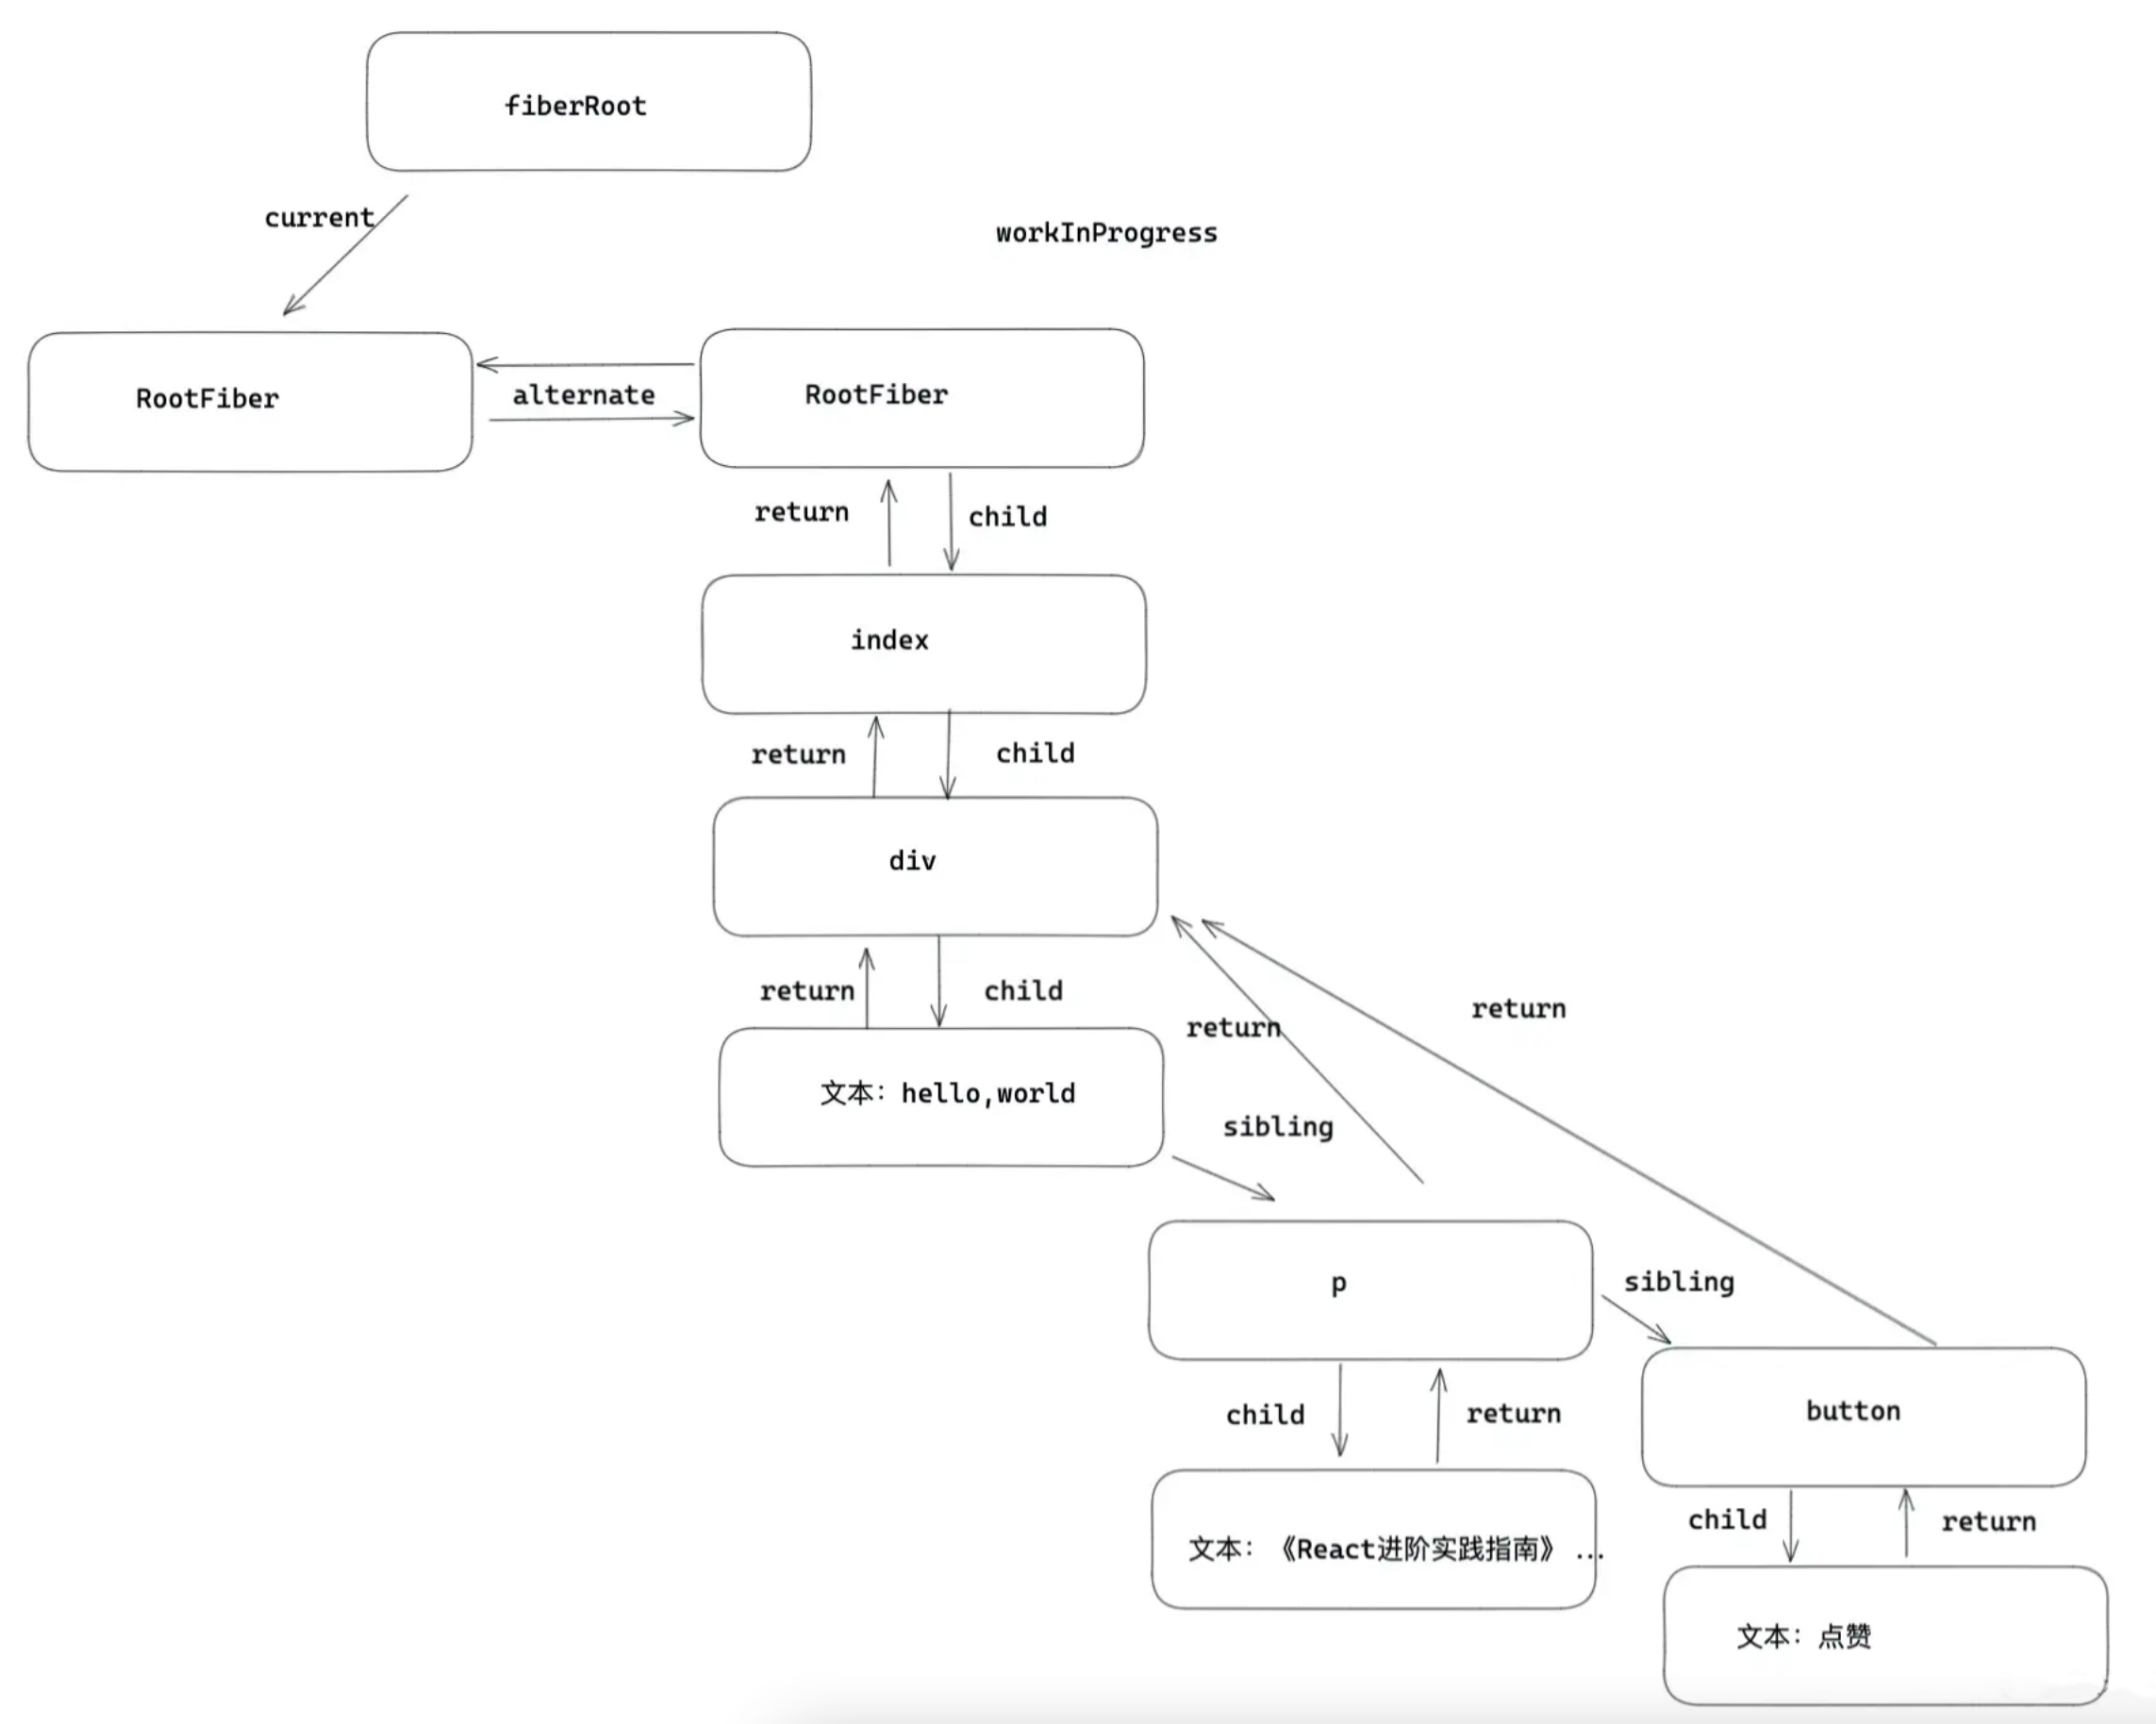 fiberRoot
current
workInProgress
RootFiber
alternate
RootFiber
return
child
index
return
child
div
return
child
return
return
文本：hello,world
sibling
p
sibling
button
child
return
child
return
文本：《React进阶实践指南》 ...
文本：点赞